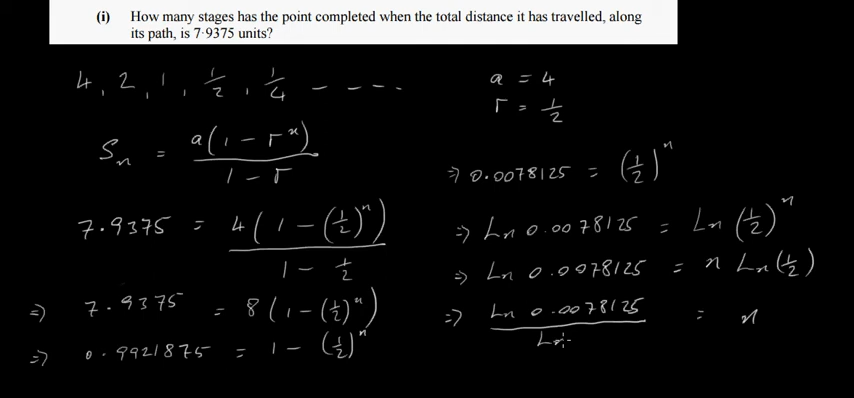 (i) How many stages has the point completed when the total distance it has travelled, along
its path, is 7·9375 units?
4, 2, 1, 1/2, 1/4 - - - - -
S_n = a(1 - r^n) / 1 - r
7.9375 = 4(1 - (1/2)^n) / 1 - 1/2
=> 7.9375 = 8(1 - (1/2)^n)
=> 0.9921875 = 1 - (1/2)^n
a = 4
r = 1/2
=> 0.0078125 = (1/2)^n
=> Ln 0.0078125 = Ln (1/2)^n
=> Ln 0.0078125 = n Ln (1/2)
=> Ln 0.0078125 / Ln = n